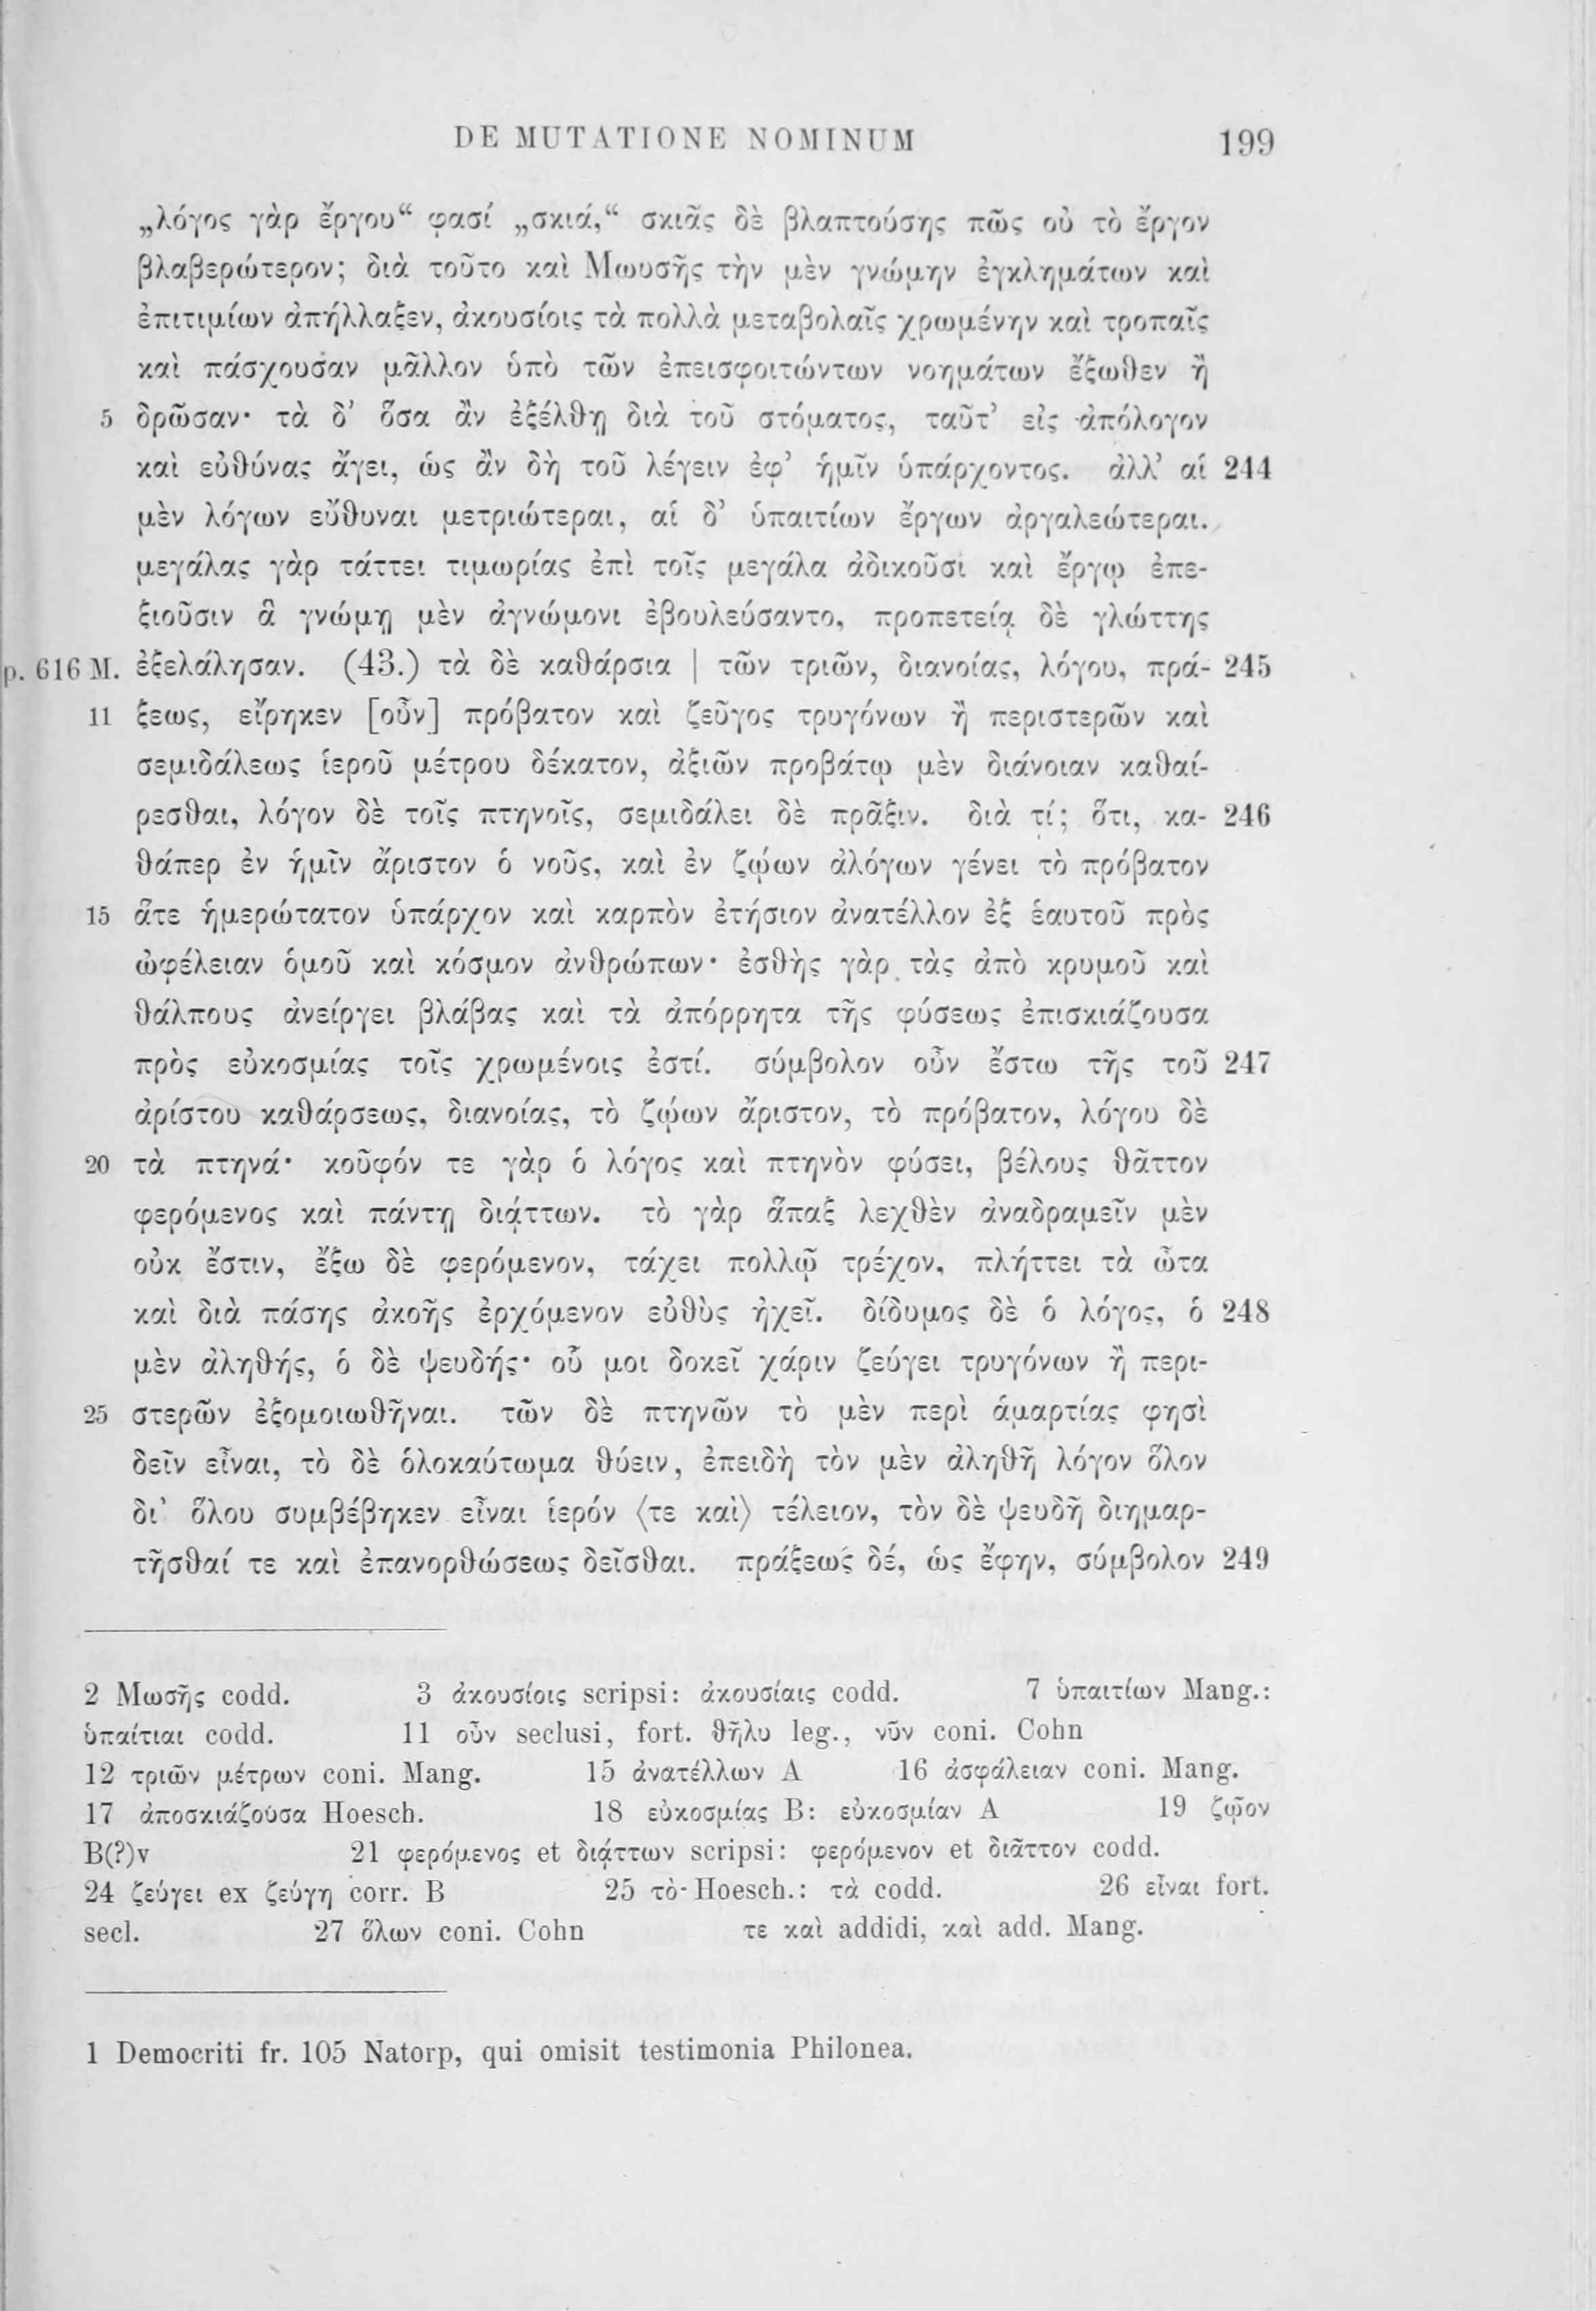 DE MUTATIONE NOMINUM 199
„λόγος γὰρ ἔργου“ φασί „σκιά,“ σκιᾶς δὲ βλαπτούσης πῶς οὐ τὸ ἔργον
βλαβερώτερον; διὰ τοῦτο καὶ Μωυσῆς τὴν μὲν γνώμην ἐγκλημάτων καὶ
ἐπιτιμίων ἀπήλλαξεν, ἀκουσίοις τὰ πολλὰ μεταβολαῖς χρωμένην καὶ τροπαῖς
καὶ πάσχουσαν μᾶλλον ὑπὸ τῶν ἐπεισφοιτώντων νοημάτων ἔξωθεν ἢ
5 δρῶσαν· τὰ δ’ ὅσα ἂν ἐξέλθῃ διὰ τοῦ στόματος, ταῦτ’ εἰς ἀπόλογον
καὶ εὐθύνας ἄγει, ὡς ἂν δὴ τοῦ λέγειν ἐφ’ ἡμῖν ὑπάρχοντος. ἀλλ’ αἱ 244
μὲν λόγων εὔθυναι μετριώτεραι, αἱ δ’ ὑπαιτίων ἔργων ἀργαλεώτεραι.
μεγάλας γὰρ τάττει τιμωρίας ἐπὶ τοῖς μεγάλα ἀδικοῦσι καὶ ἔργῳ ἐπε-
ξιοῦσιν ἃ γνώμῃ μὲν ἀγνώμονι ἐβουλεύσαντο, προπετείᾳ δὲ γλώττης
p. 616 M. ἐξελάλησαν. (43.) τὰ δὲ καθάρσια | τῶν τριῶν, διανοίας, λόγου, πρά- 245
11 ξεως, εἴρηκεν [οὖν] πρόβατον καὶ ζεῦγος τρυγόνων ἢ περιστερῶν καὶ
σεμιδάλεως ἱεροῦ μέτρου δέκατον, ἀξιῶν προβάτῳ μὲν διάνοιαν καθαί-
ρεσθαι, λόγον δὲ τοῖς πτηνοῖς, σεμιδάλει δὲ πρᾶξιν. διὰ τί; ὅτι, κα- 246
θάπερ ἐν ἡμῖν ἄριστον ὁ νοῦς, καὶ ἐν ζῴων ἀλόγων γένει τὸ πρόβατον
15 ἅτε ἡμερώτατον ὑπάρχον καὶ καρπὸν ἐτήσιον ἀνατέλλον ἐξ ἑαυτοῦ πρὸς
ὠφέλειαν ὁμοῦ καὶ κόσμον ἀνθρώπων· ἐσθὴς γὰρ τὰς ἀπὸ κρυμοῦ καὶ
θάλπους ἀνείργει βλάβας καὶ τὰ ἀπόρρητα τῆς φύσεως ἐπισκιάζουσα
πρὸς εὐκοσμίας τοῖς χρωμένοις ἐστί. σύμβολον οὖν ἔστω τῆς τοῦ 247
ἀρίστου καθάρσεως, διανοίας, τὸ ζῴων ἄριστον, τὸ πρόβατον, λόγου δὲ
20 τὰ πτηνά· κοῦφόν τε γὰρ ὁ λόγος καὶ πτηνὸν φύσει, βέλους θᾶττον
φερόμενος καὶ πάντῃ διᾴττων. τὸ γὰρ ἅπαξ λεχθὲν ἀναδραμεῖν μὲν
οὐκ ἔστιν, ἔξω δὲ φερόμενον, τάχει πολλῷ τρέχον, πλήττει τὰ ὦτα
καὶ διὰ πάσης ἀκοῆς ἐρχόμενον εὐθὺς ἠχεῖ. δίδυμος δὲ ὁ λόγος, ὁ 248
μὲν ἀληθής, ὁ δὲ ψευδής· οὗ μοι δοκεῖ χάριν ζεύγει τρυγόνων ἢ περι-
25 στερῶν ἐξομοιωθῆναι. τῶν δὲ πτηνῶν τὸ μὲν περὶ ἁμαρτίας φησὶ
δεῖν εἶναι, τὸ δὲ ὁλοκαύτωμα θύειν, ἐπειδὴ τὸν μὲν ἀληθῆ λόγον ὅλον
δι’ ὅλου συμβέβηκεν εἶναι ἱερόν ⟨τε καὶ⟩ τέλειον, τὸν δὲ ψευδῆ διημαρ-
τῆσθαί τε καὶ ἐπανορθώσεως δεῖσθαι. πράξεως δέ, ὡς ἔφην, σύμβολον 249
2 Μωσῆς codd. 3 ἀκουσίοις scripsi: ἀκουσίαις codd. 7 ὑπαιτίων Mang.:
ὑπαίτιαι codd. 11 οὖν seclusi, fort. θῆλυ leg., νῦν coni. Cohn
12 τριῶν μέτρων coni. Mang. 15 ἀνατέλλων A 16 ἀσφάλειαν coni. Mang.
17 ἀποσκιάζουσα Hoesch. 18 εὐκοσμίας B: εὐκοσμίαν A 19 ζῷον
B(?)v 21 φερόμενος et διᾴττων scripsi: φερόμενον et διᾶττον codd.
24 ζεύγει ex ζεύγη corr. B 25 τὸ Hoesch.: τὰ codd. 26 εἶναι fort.
secl. 27 ὅλων coni. Cohn τε καὶ addidi, καὶ add. Mang.
1 Democriti fr. 105 Natorp, qui omisit testimonia Philonea.